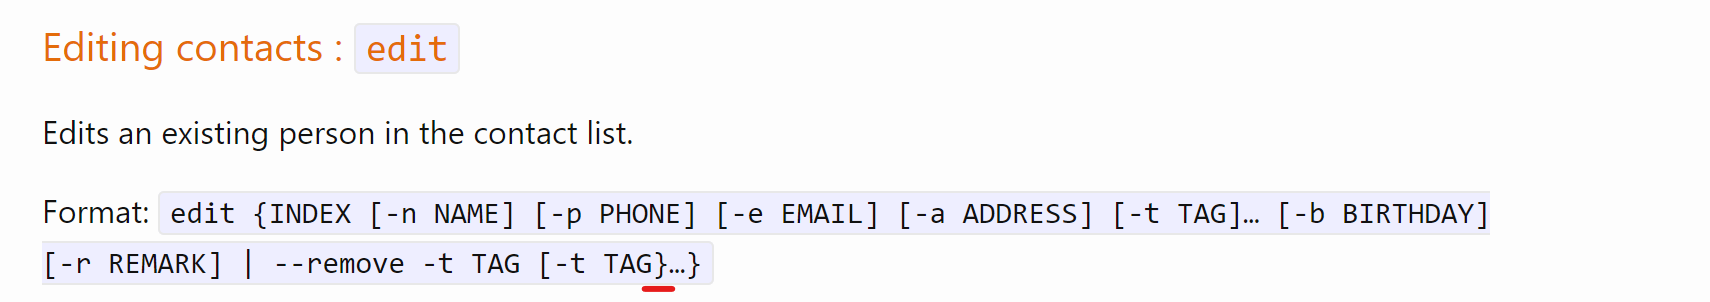 Editing contacts : edit
Edits an existing person in the contact list.
Format: edit {INDEX [-n NAME] [-p PHONE] [-e EMAIL] [-a ADDRESS] [-t TAG]… [-b BIRTHDAY]
[-r REMARK] | --remove -t TAG [-t TAG}…}